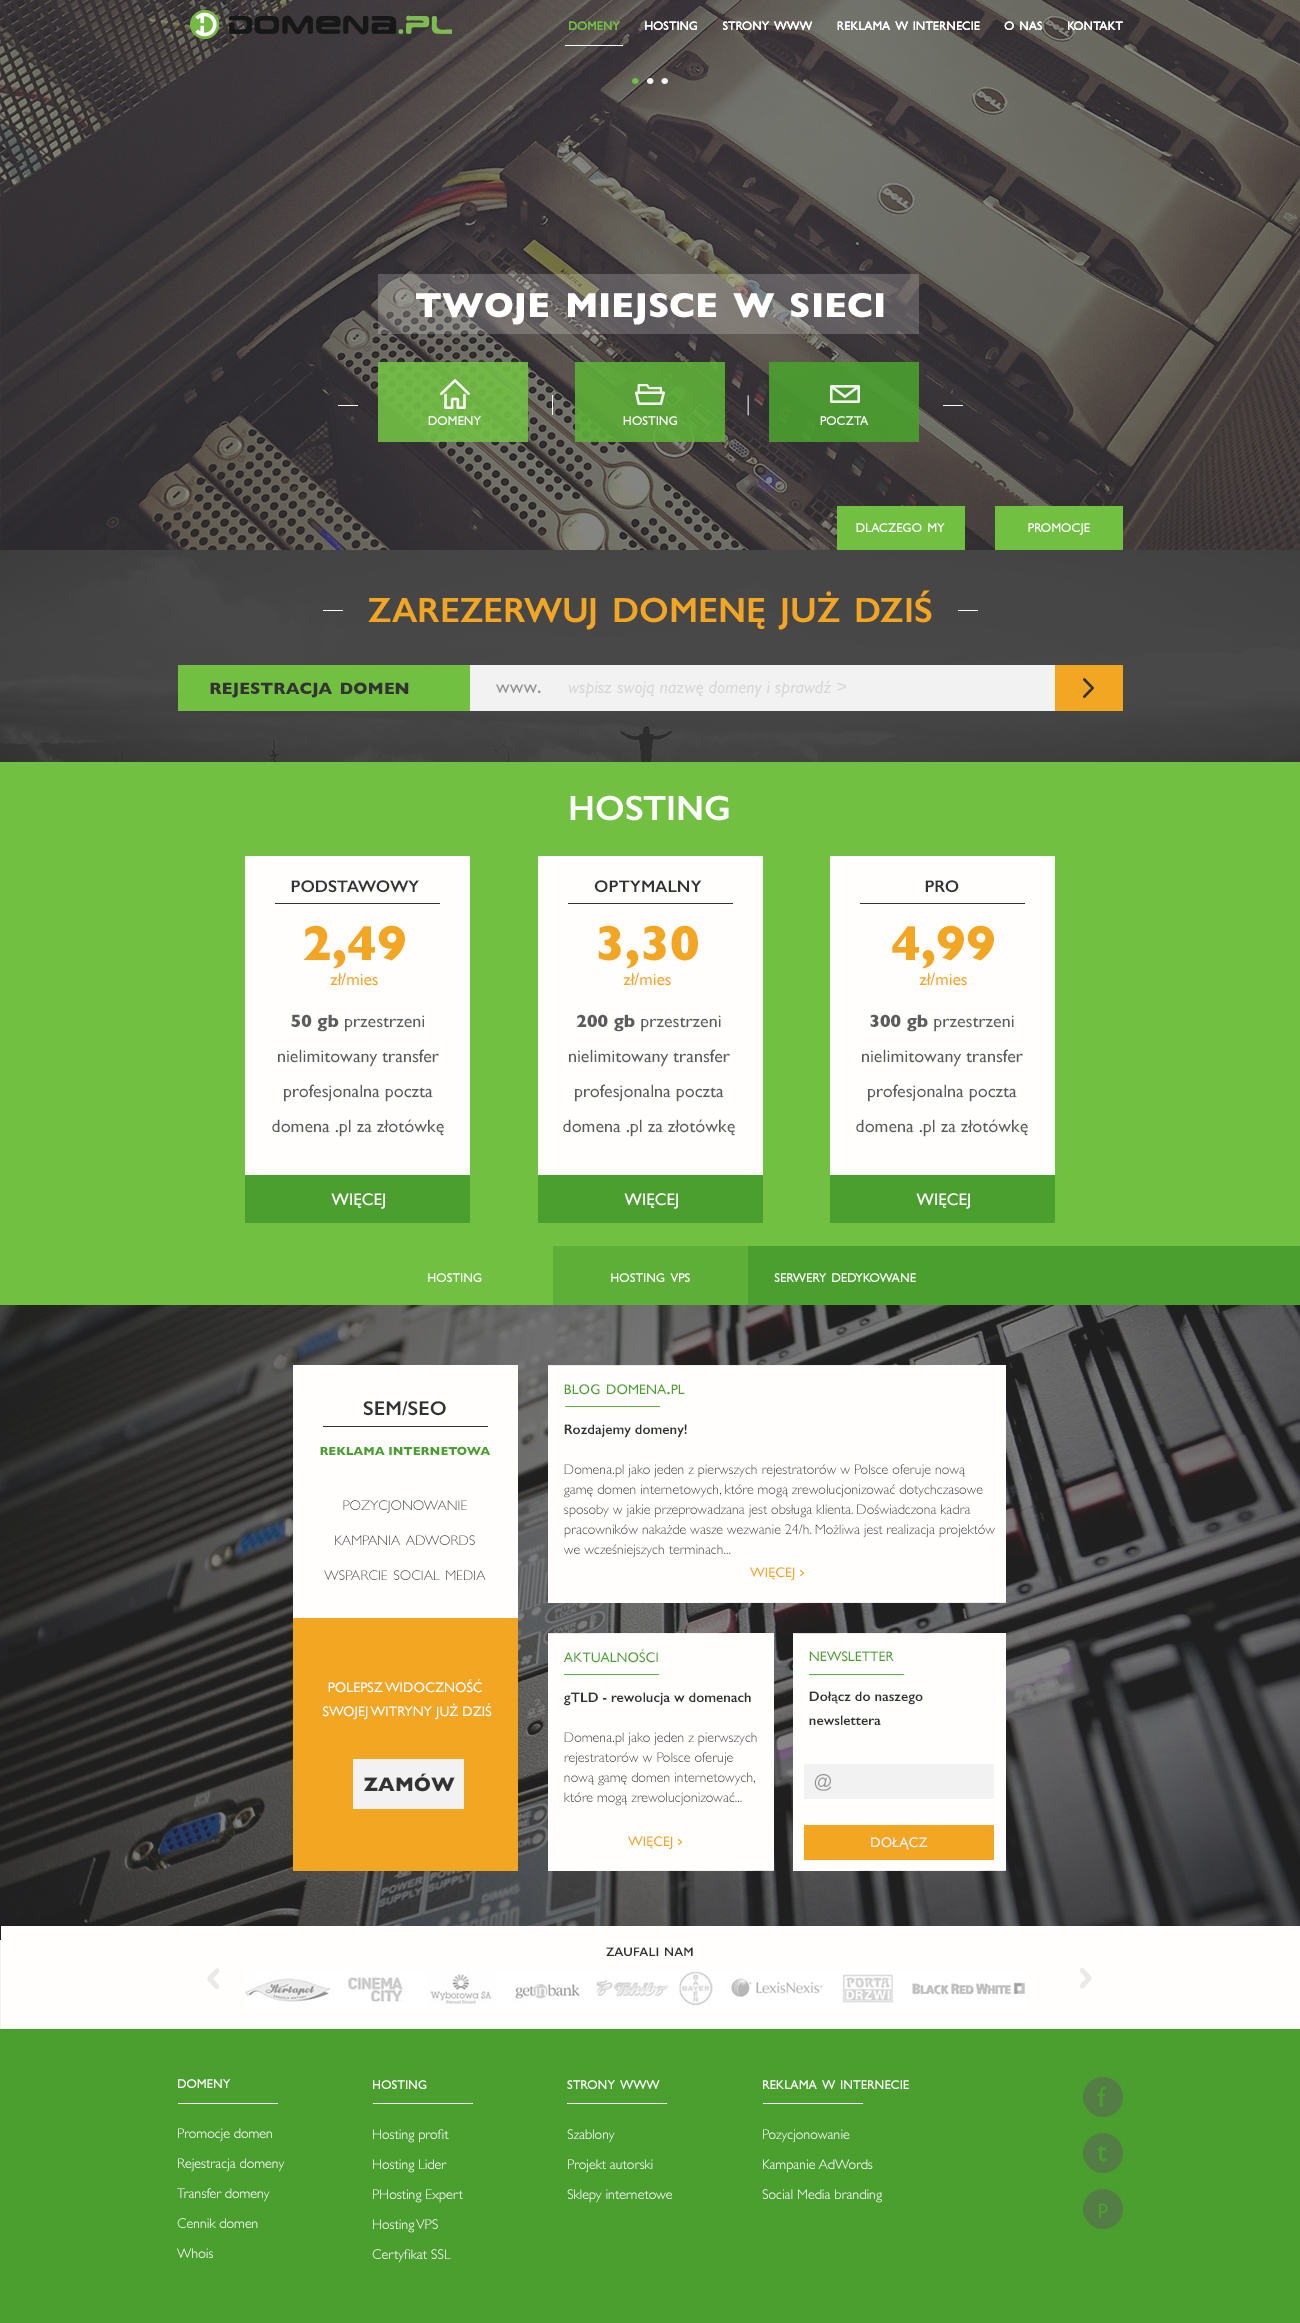 DOMENA.PL
DOMENY HOSTING STRONY WWW REKLAMA W INTERNECIE O NAS KONTAKT
DELL
DELL
TWOJE MIEJSCE W SIECI
DOMENY
HOSTING
POCZTA
DLACZEGO MY
PROMOCJE
ZAREZERWUJ DOMENĘ JUŻ DZIŚ
REJESTRACJA DOMEN
www. wspisz swoją nazwę domeny i sprawdź >
HOSTING
PODSTAWOWY
2,49
zł/mies
50 gb przestrzeni
nielimitowany transfer
profesjonalna poczta
domena .pl za złotówkę
WIĘCEJ
OPTYMALNY
3,30
zł/mies
200 gb przestrzeni
nielimitowany transfer
profesjonalna poczta
domena .pl za złotówkę
WIĘCEJ
PRO
4,99
zł/mies
300 gb przestrzeni
nielimitowany transfer
profesjonalna poczta
domena .pl za złotówkę
WIĘCEJ
HOSTING
HOSTING VPS
SERWERY DEDYKOWANE
SEM/SEO
REKLAMA INTERNETOWA
POZYCJONOWANIE
KAMPANIA ADWORDS
WSPARCIE SOCIAL MEDIA
POLEPSZ WIDOCZNOŚĆ
SWOJEJ WITRYNY JUŻ DZIŚ
ZAMÓW
BLOG DOMENA.PL
Rozdajemy domeny!
Domena.pl jako jeden z pierwszych rejestratorów w Polsce oferuje nową
gamę domen internetowych, które mogą zrewolucjonizować dotychczasowe
sposoby w jakie przeprowadzana jest obsługa klienta. Doświadczona kadra
pracowników nakażde wasze wezwanie 24/h. Możliwa jest realizacja projektów
we wcześniejszych terminach...
WIĘCEJ >
AKTUALNOŚCI
gTLD - rewolucja w domenach
Domena.pl jako jeden z pierwszych
rejestratorów w Polsce oferuje
nową gamę domen internetowych,
które mogą zrewolucjonizować...
WIĘCEJ >
NEWSLETTER
Dołącz do naszego
newslettera
@
DOŁĄCZ
POWER
SUPPLY
POWER
SUPPLY
DIMMS
ZAUFALI NAM
Hortapol
CINEMA
CITY
Wyborowa SA
getinbank
Tchibo
BAYER
LexisNexis
PORTA
DRZWI
BLACK RED WHITE
DOMENY
Promocje domen
Rejestracja domeny
Transfer domeny
Cennik domen
Whois
HOSTING
Hosting profit
Hosting Lider
PHosting Expert
Hosting VPS
Certyfikat SSL
STRONY WWW
Szablony
Projekt autorski
Sklepy internetowe
REKLAMA W INTERNECIE
Pozycjonowanie
Kampanie AdWords
Social Media branding
f
t
p